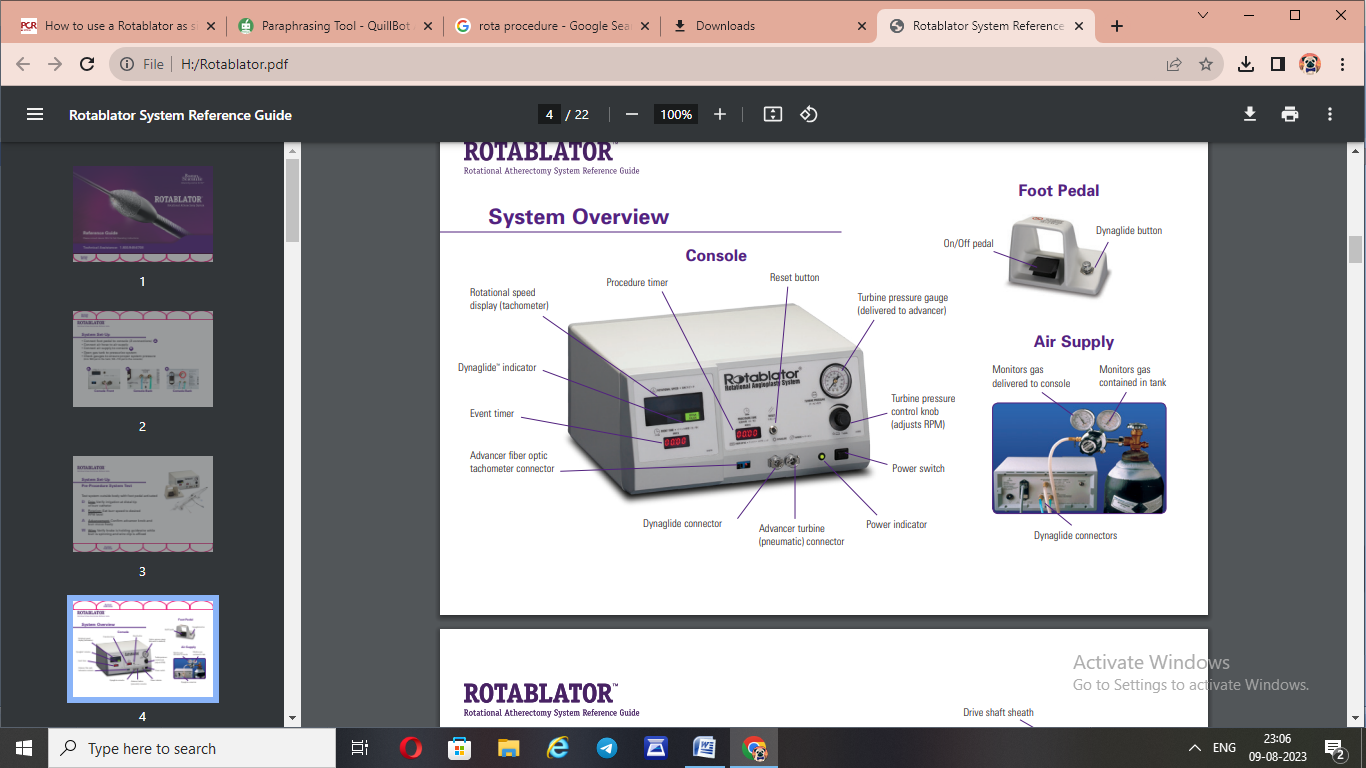 How to use a Rotablator as s
Paraphrasing Tool - QuillBot
rota procedure - Google Sea
Downloads
Rotablator System Reference
File
H:/Rotablator.pdf
Rotablator System Reference Guide
4 / 22
100%
1
2
3
4
ROTABLATOR™
Rotational Atherectomy System Reference Guide
System Overview
Console
Rotational speed
display (tachometer)
Procedure timer
Reset button
Turbine pressure gauge
(delivered to advancer)
Dynaglide™ indicator
Event timer
Advancer fiber optic
tachometer connector
Turbine pressure
control knob
(adjusts RPM)
Power switch
Dynaglide connector
Advancer turbine
(pneumatic) connector
Power indicator
Rotablator
Rotational Angioplasty System
Foot Pedal
On/Off pedal
Dynaglide button
Air Supply
Monitors gas
delivered to console
Monitors gas
contained in tank
Dynaglide connectors
ROTABLATOR™
Rotational Atherectomy System Reference Guide
Drive shaft sheath
Activate Windows
Go to Settings to activate Windows.
Type here to search
ENG
23:06
09-08-2023
2